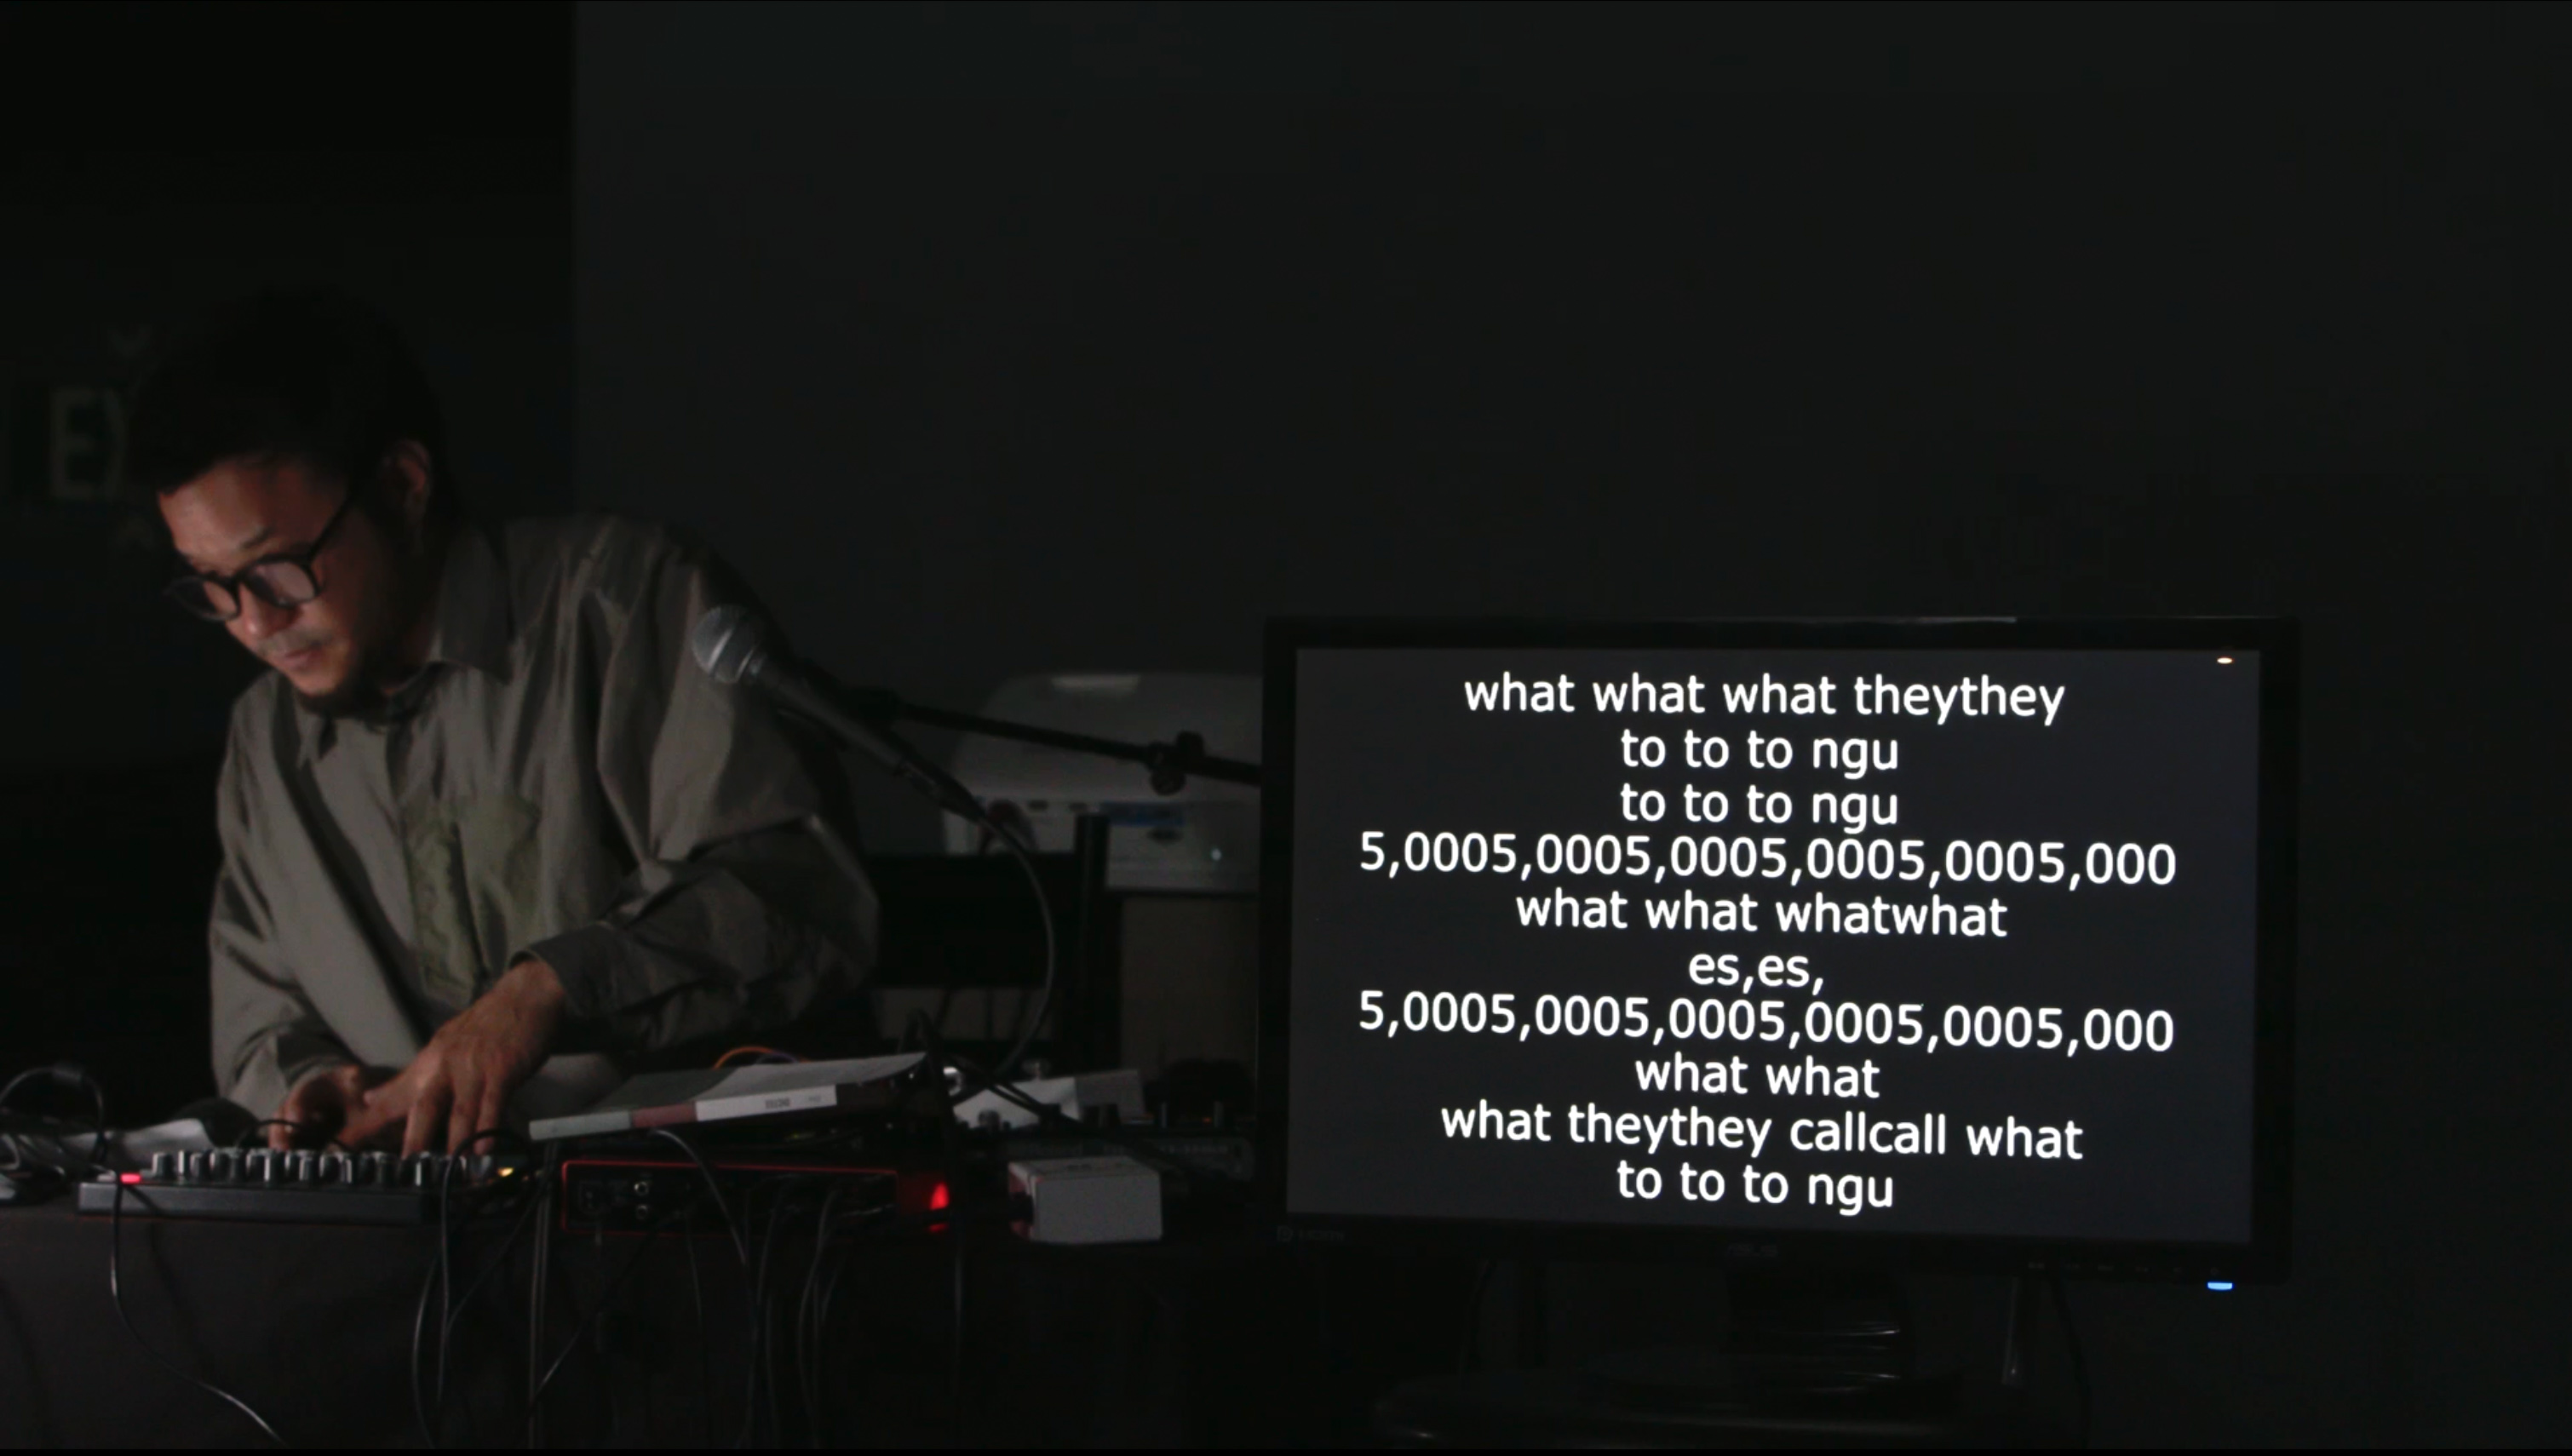 EX
what what what theythey
to to to ngu
to to to ngu
5,0005,0005,0005,0005,0005,000
what what whatwhat
es,es,
5,0005,0005,0005,0005,0005,000
what what
what theythey callcall what
to to to ngu